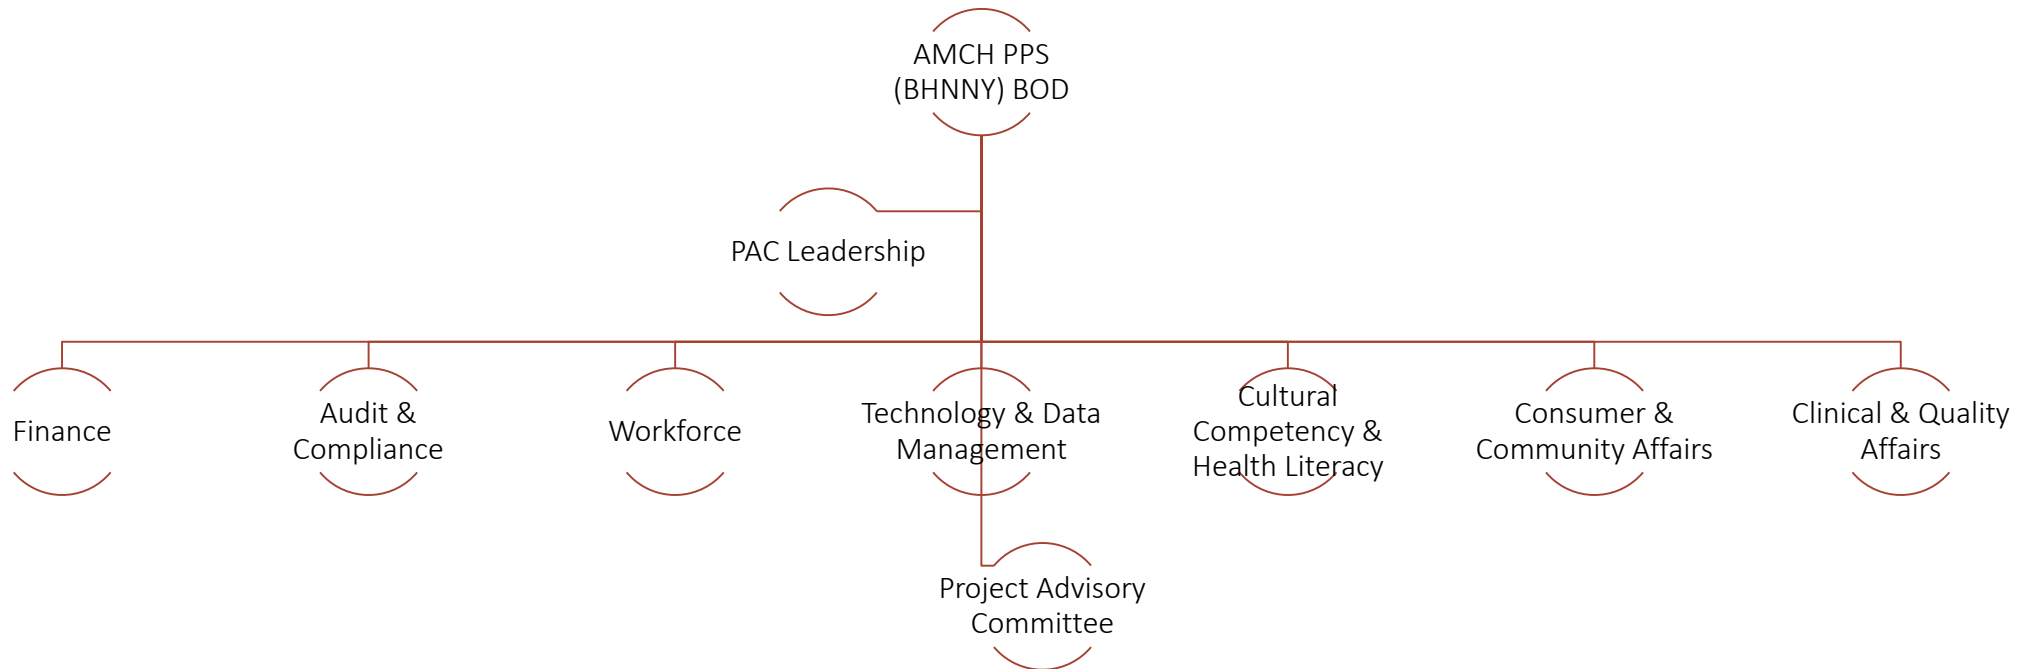 AMCH PPS
(BHNNY) BOD
PAC Leadership
Finance
Audit &
Compliance
Workforce
Technology & Data
Management
Cultural
Competency &
Health Literacy
Consumer &
Community Affairs
Clinical & Quality
Affairs
Project Advisory
Committee